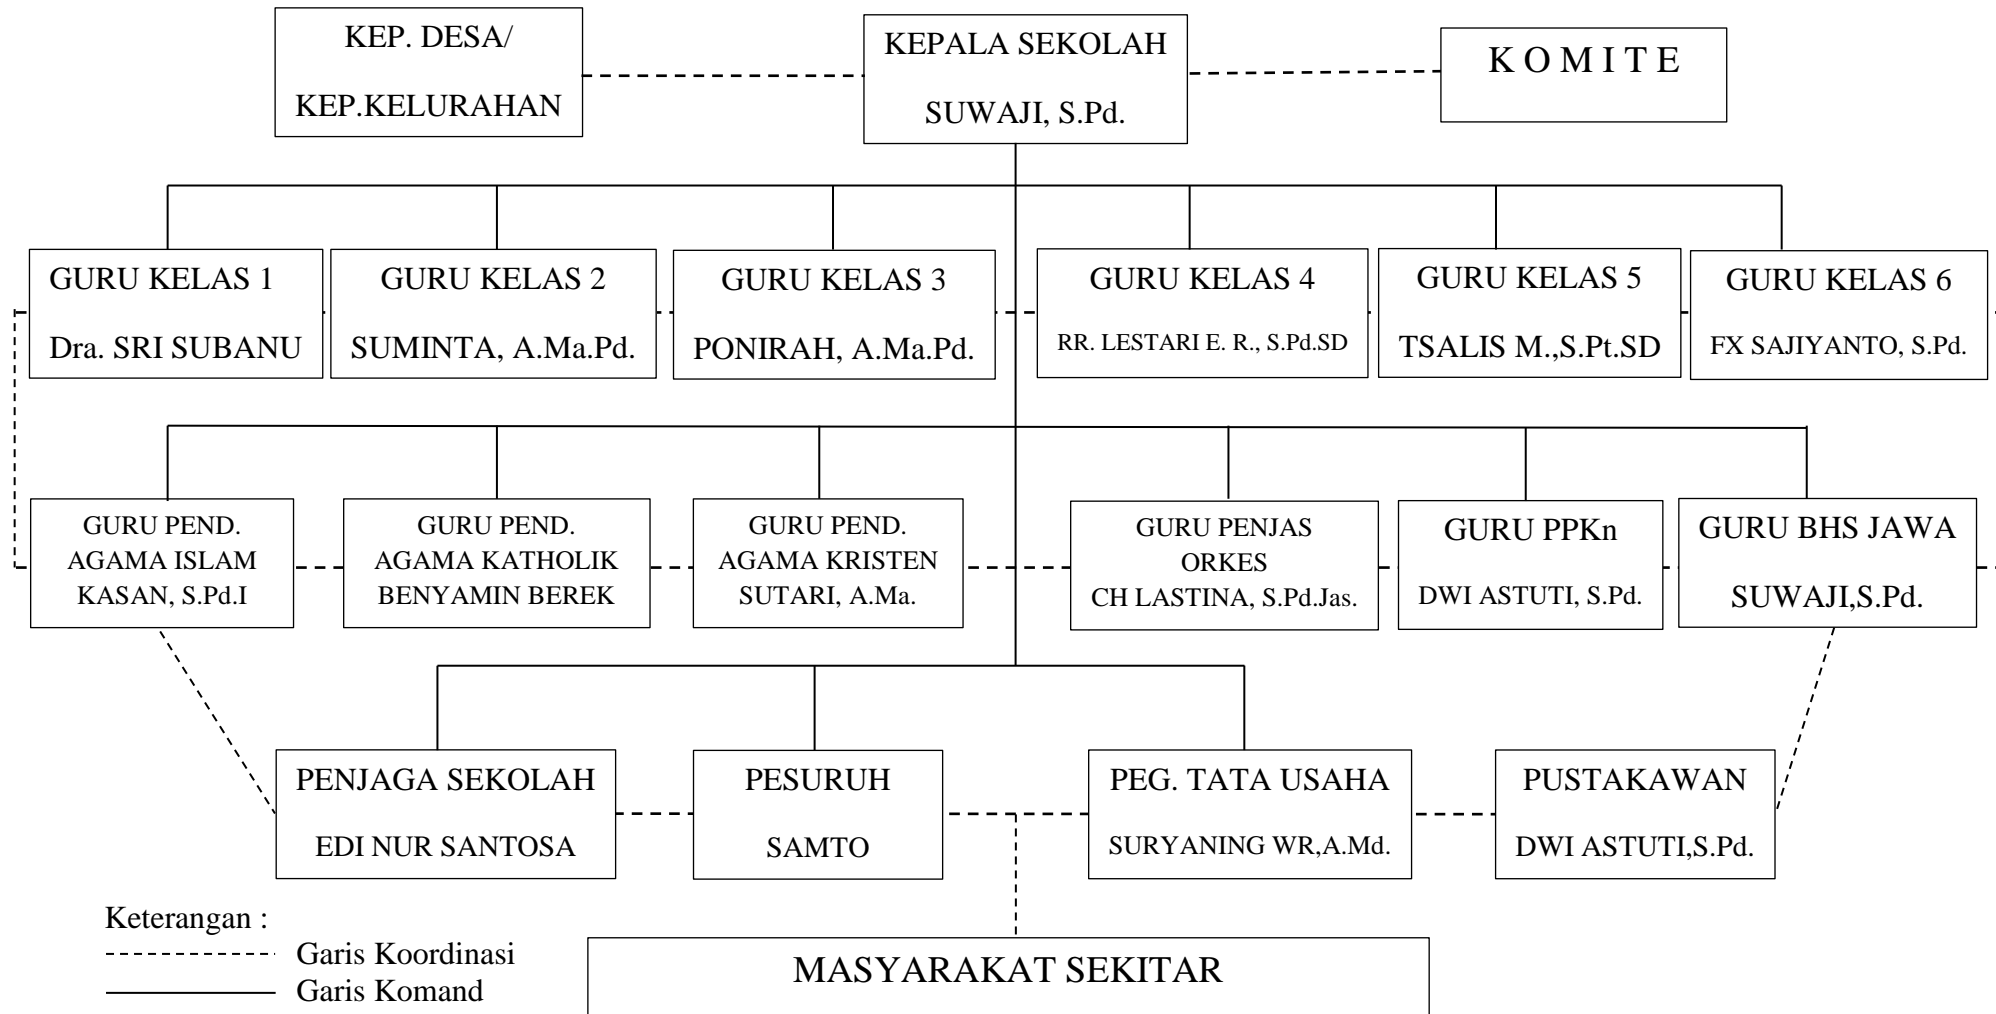 KEP. DESA/
KEP.KELURAHAN
KEPALA SEKOLAH
SUWAJI, S.Pd.
K O M I T E
GURU KELAS 1
Dra. SRI SUBANU
GURU KELAS 2
SUMINTA, A.Ma.Pd.
GURU KELAS 3
PONIRAH, A.Ma.Pd.
GURU KELAS 4
RR. LESTARI E. R., S.Pd.SD
GURU KELAS 5
TSALIS M.,S.Pt.SD
GURU KELAS 6
FX SAJIYANTO, S.Pd.
GURU PEND.
AGAMA ISLAM
KASAN, S.Pd.I
GURU PEND.
AGAMA KATHOLIK
BENYAMIN BEREK
GURU PEND.
AGAMA KRISTEN
SUTARI, A.Ma.
GURU PENJAS
ORKES
CH LASTINA, S.Pd.Jas.
GURU PPKn
DWI ASTUTI, S.Pd.
GURU BHS JAWA
SUWAJI,S.Pd.
PENJAGA SEKOLAH
EDI NUR SANTOSA
PESURUH
SAMTO
PEG. TATA USAHA
SURYANING WR,A.Md.
PUSTAKAWAN
DWI ASTUTI,S.Pd.
Keterangan :
Garis Koordinasi
Garis Komand
MASYARAKAT SEKITAR